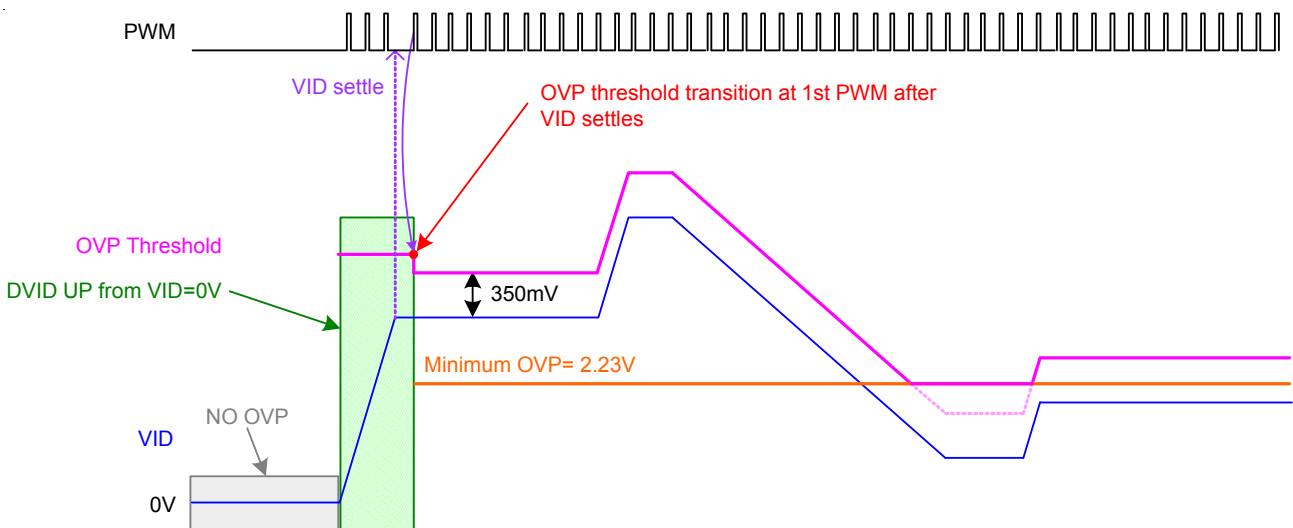 PWM
VID settle
OVP threshold transition at 1st PWM after
VID settles
OVP Threshold
DVID UP from VID=0V
350mV
Minimum OVP= 2.23V
NO OVP
VID
0V